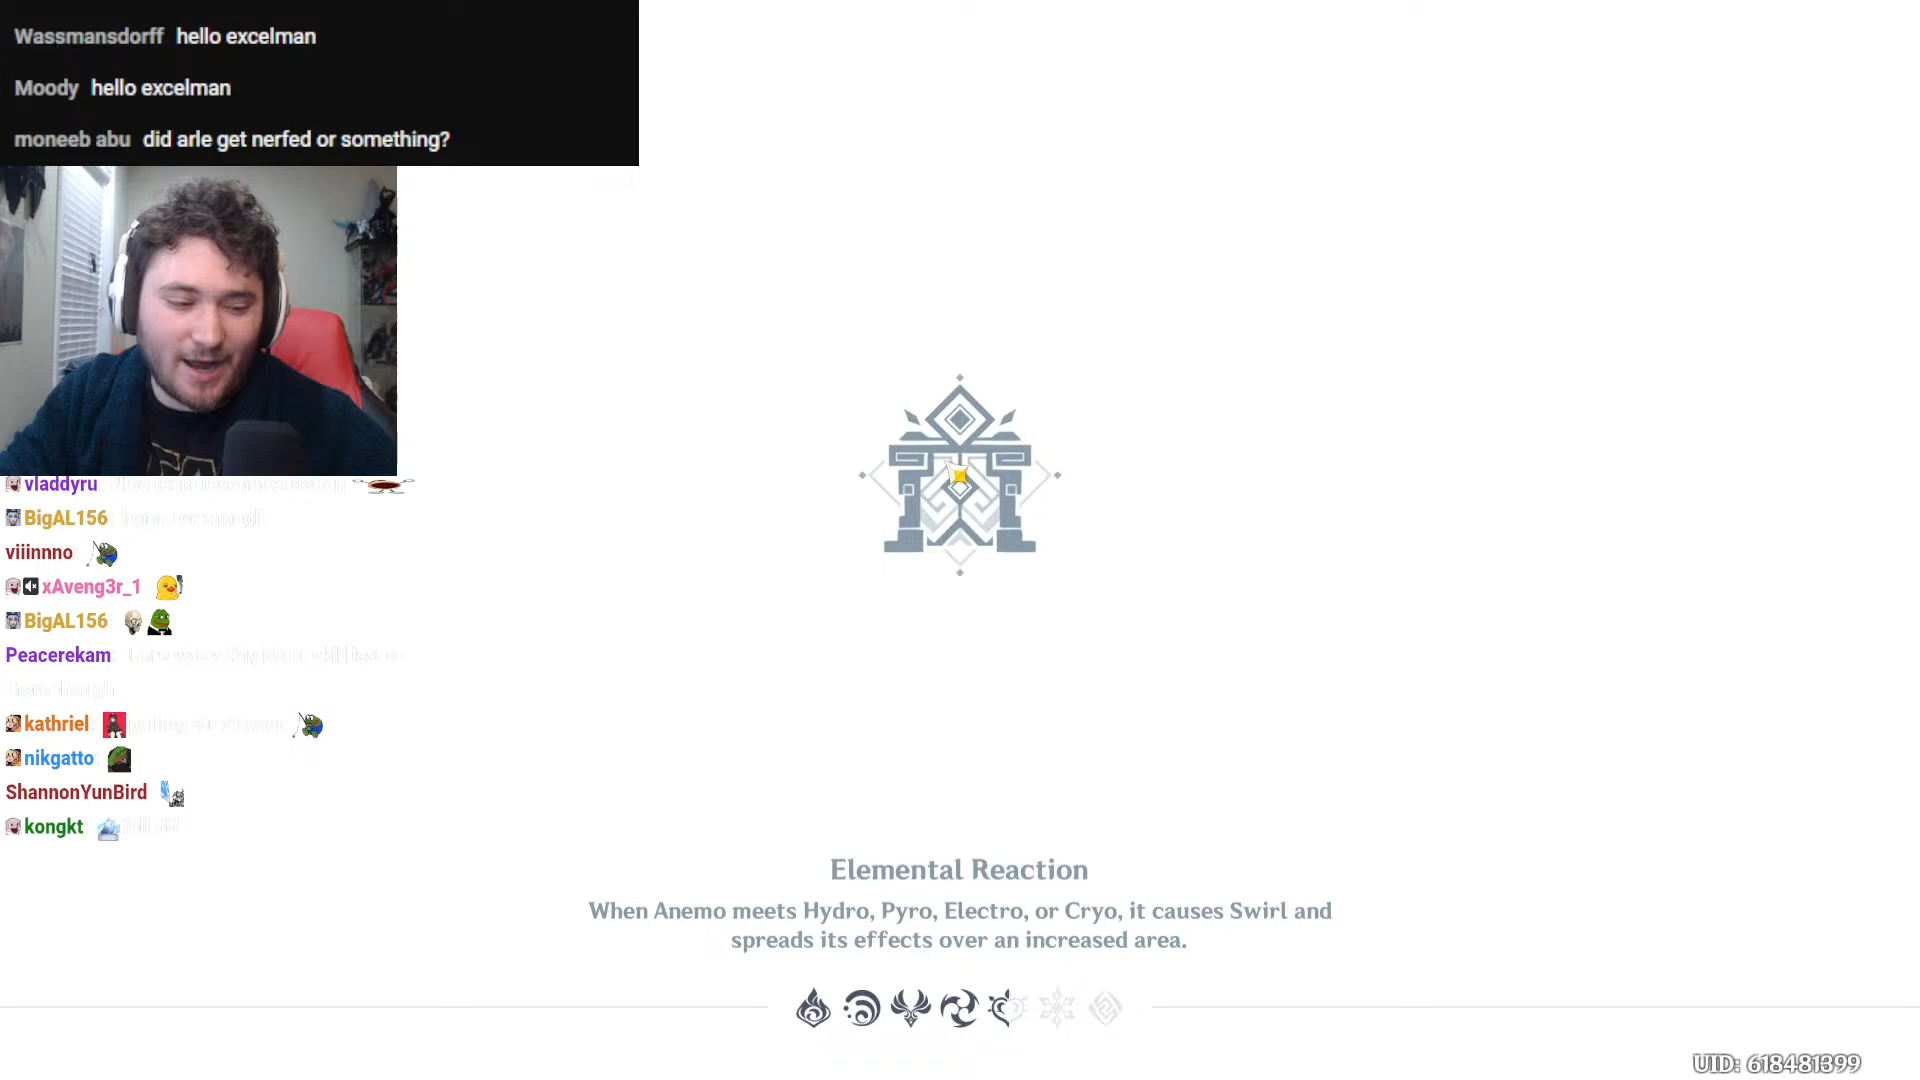 Wassmansdorff hello excelman
Moody hello excelman
moneeb abu did arle get nerfed or something?
vladdyru
BigAL156
viiinnno
xAveng3r_1
BigAL156
Peacerekam
kathriel
nikgatto
ShannonYunBird
kongkt
Elemental Reaction
When Anemo meets Hydro, Pyro, Electro, or Cryo, it causes Swirl and
spreads its effects over an increased area.
UID: 618481399